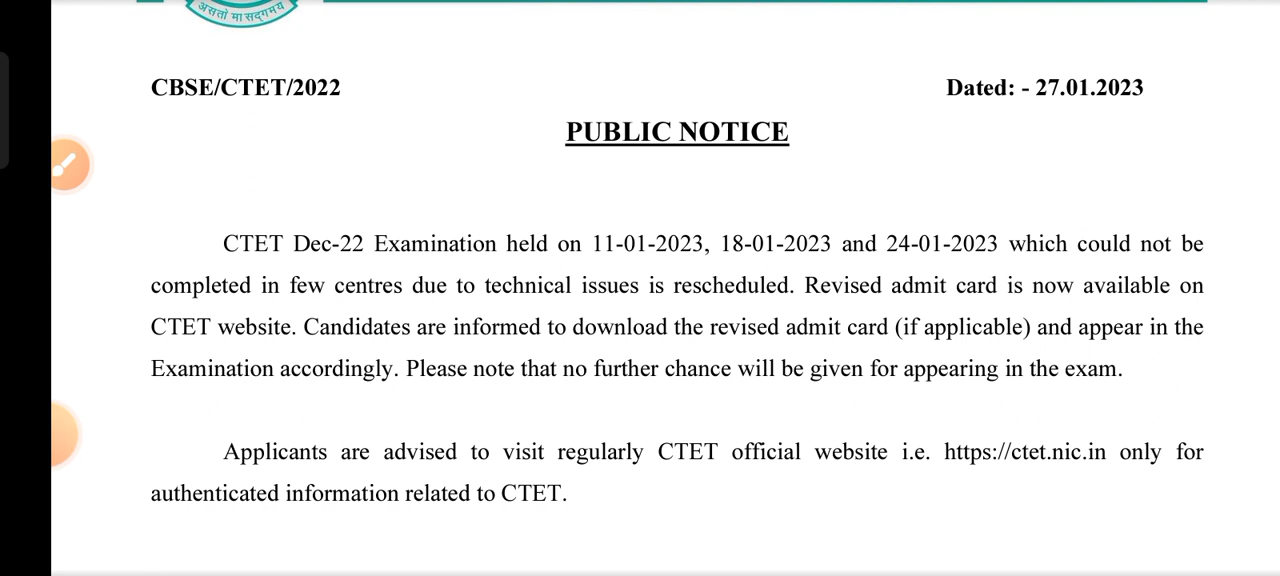 असतो मा सद्गमय
CBSE/CTET/2022
Dated: - 27.01.2023
PUBLIC NOTICE
CTET Dec-22 Examination held on 11-01-2023, 18-01-2023 and 24-01-2023 which could not be
completed in few centres due to technical issues is rescheduled. Revised admit card is now available on
CTET website. Candidates are informed to download the revised admit card (if applicable) and appear in the
Examination accordingly. Please note that no further chance will be given for appearing in the exam.
Applicants are advised to visit regularly CTET official website i.e. https://ctet.nic.in only for
authenticated information related to CTET.